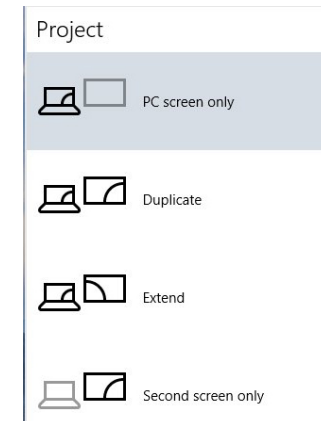 Project
PC screen only
Duplicate
Extend
Second screen only